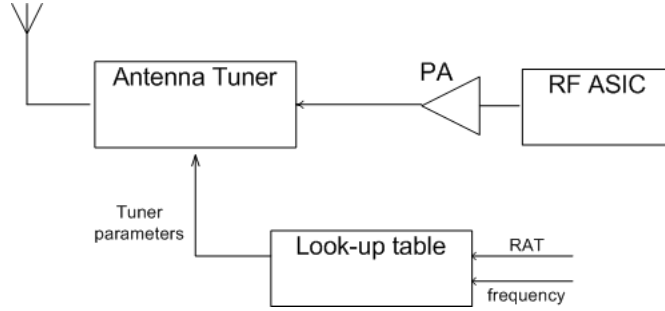 Antenna Tuner
PA
RF ASIC
Tuner
parameters
Look-up table
RAT
frequency